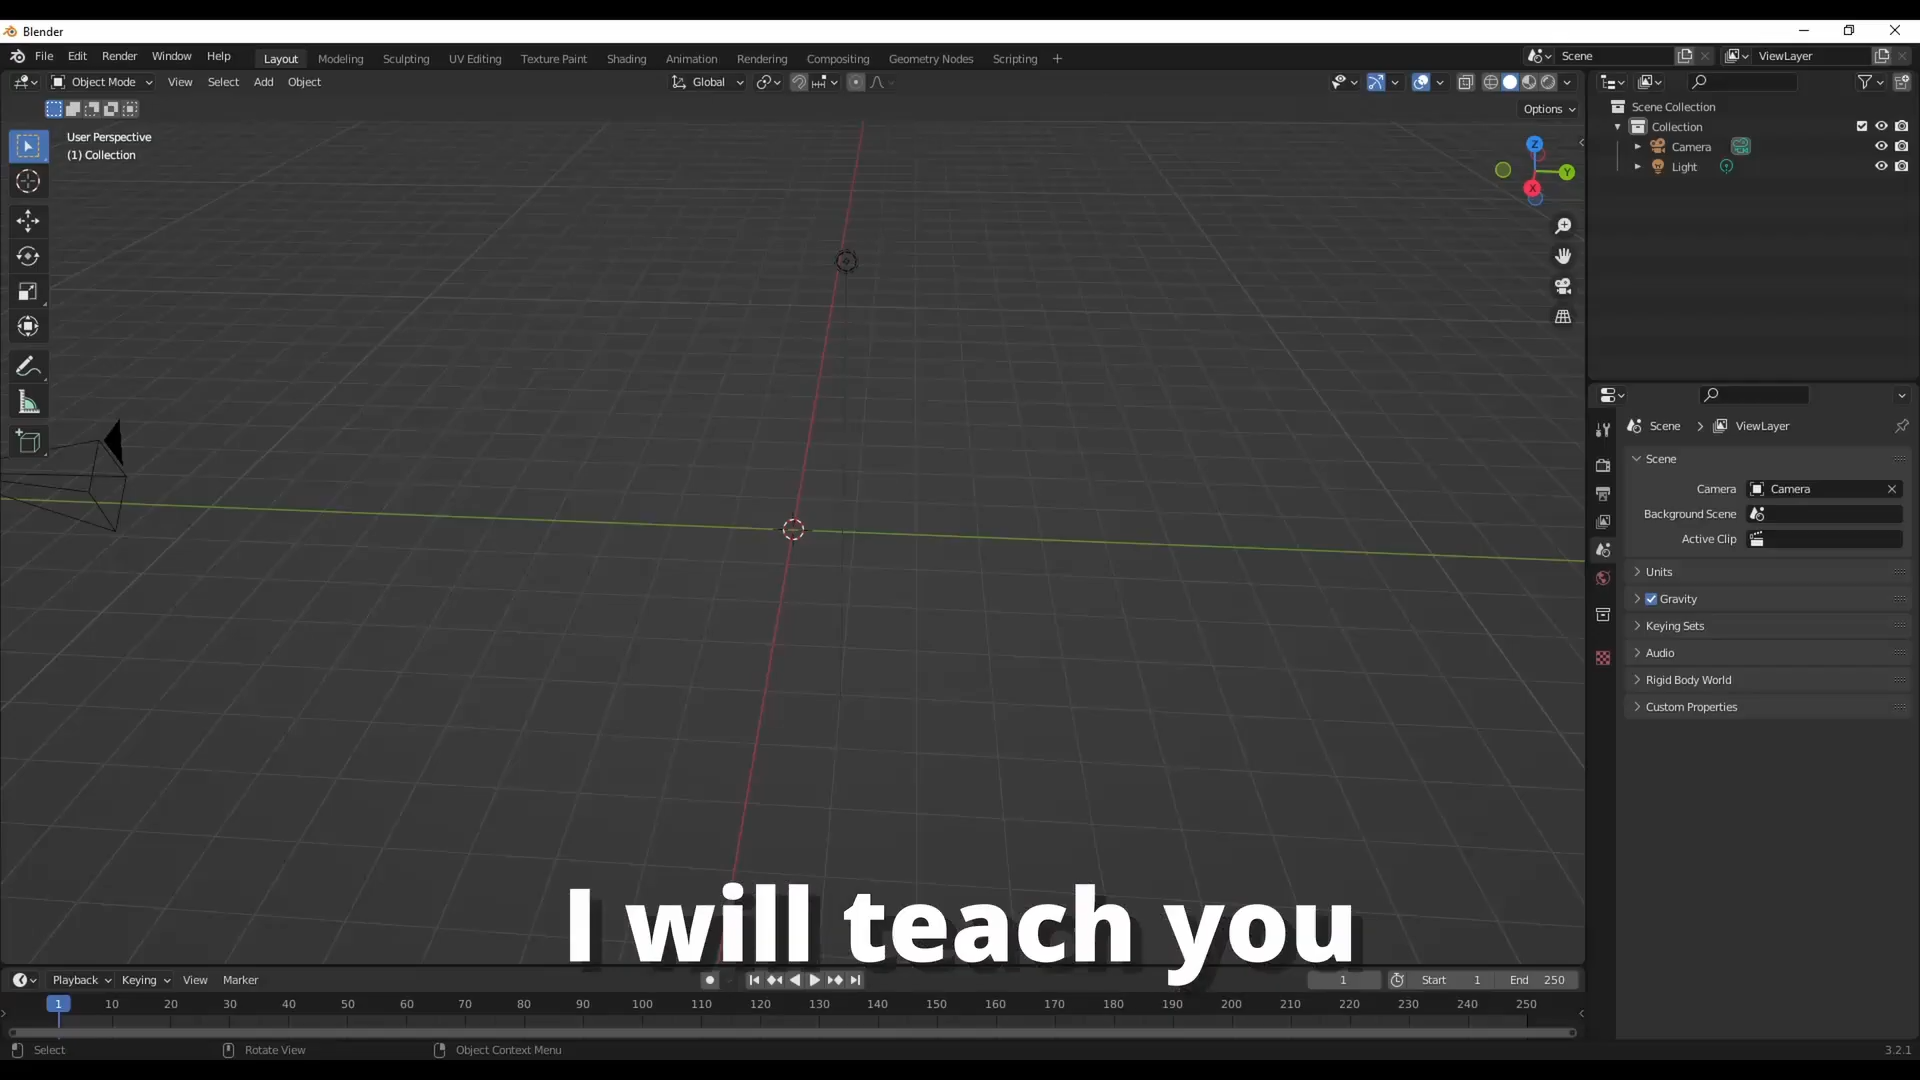 Blender
File Edit Render Window Help Layout Modeling Sculpting UV Editing Texture Paint Shading Animation Rendering Compositing Geometry Nodes Scripting + Scene ViewLayer
Object Mode View Select Add Object Global
Options
User Perspective
(1) Collection
Z
Y
X
Scene Collection
Collection
Camera
Light
Scene > ViewLayer
Scene
Camera Camera
Background Scene
Active Clip
Units
Gravity
Keying Sets
Audio
Rigid Body World
Custom Properties
I will teach you
Playback Keying View Marker 1 Start 1 End 250
1 10 20 30 40 50 60 70 80 90 100 110 120 130 140 150 160 170 180 190 200 210 220 230 240 250
Select Rotate View Object Context Menu 3.2.1